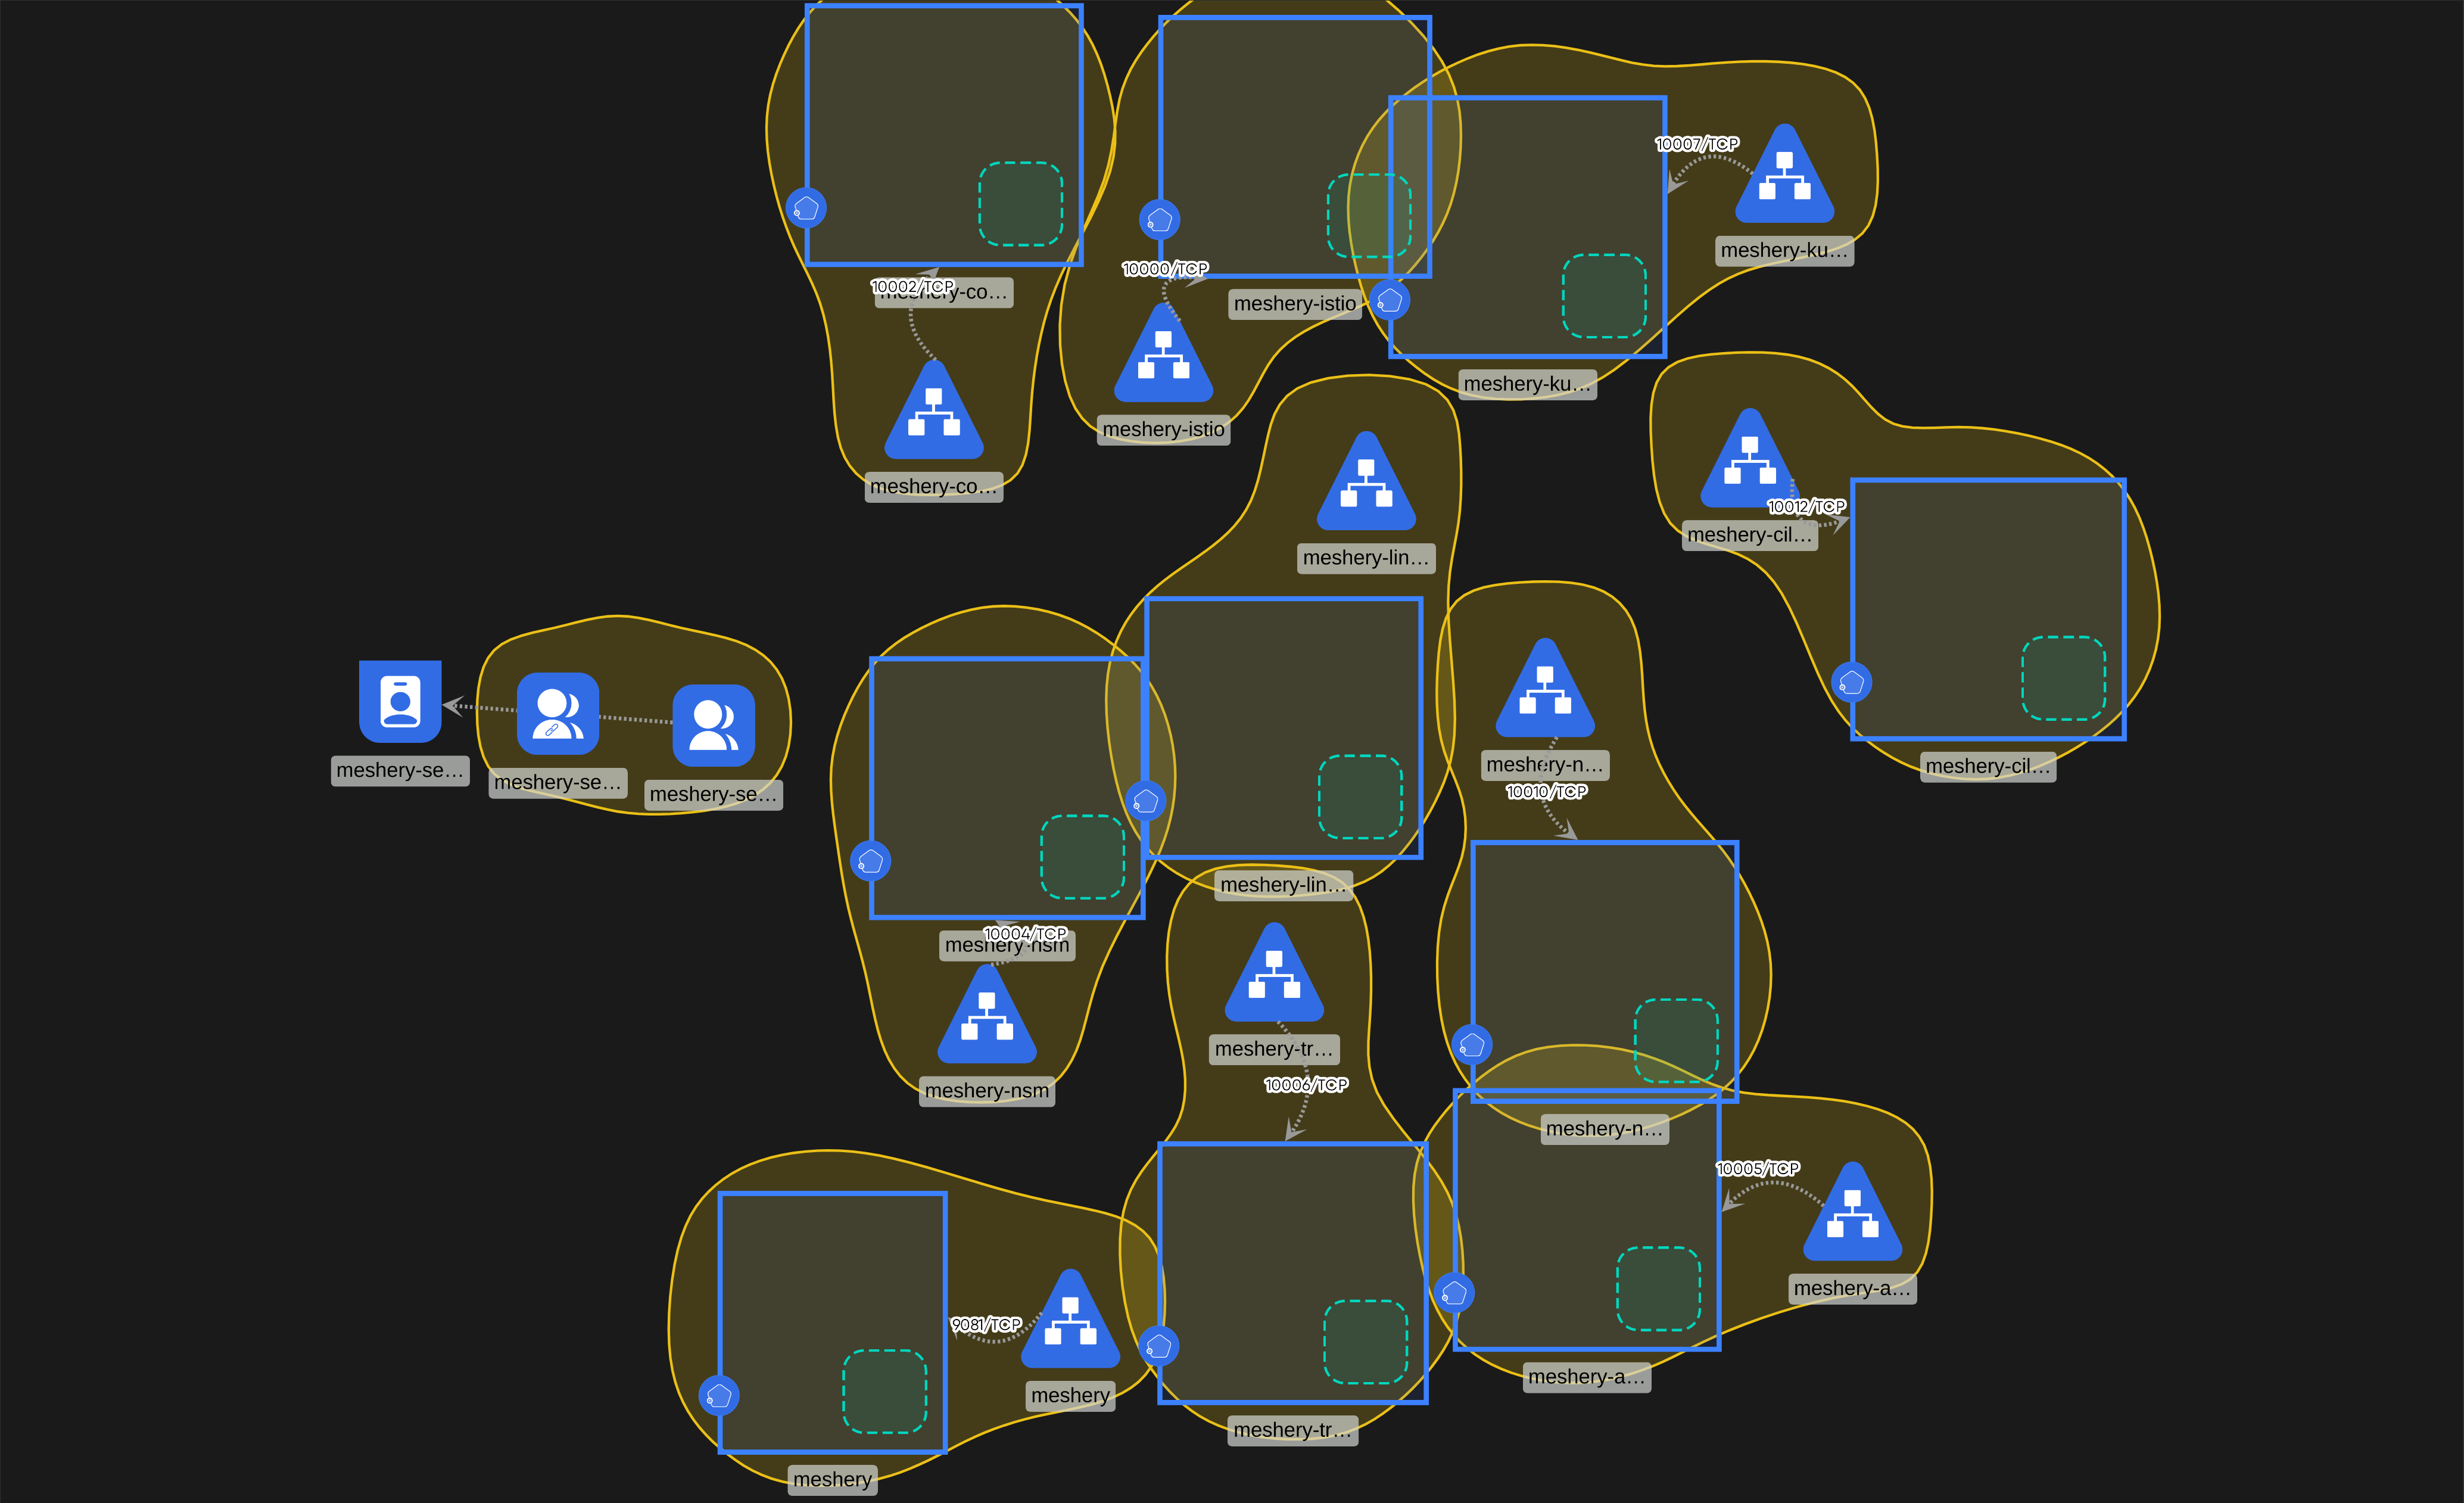 10007/TCP
meshery-ku…
10000/TCP
10002/TCP
meshery-co…
meshery-istio
meshery-ku…
meshery-istio
meshery-co…
10012/TCP
meshery-cil…
meshery-lin…
meshery-cil…
meshery-se…
meshery-se…
meshery-se…
meshery-n…
10010/TCP
meshery-lin…
10004/TCP
meshery-nsm
meshery-tr…
10006/TCP
meshery-nsm
meshery-n…
10005/TCP
meshery-a…
9081/TCP
meshery-a…
meshery
meshery-tr…
meshery